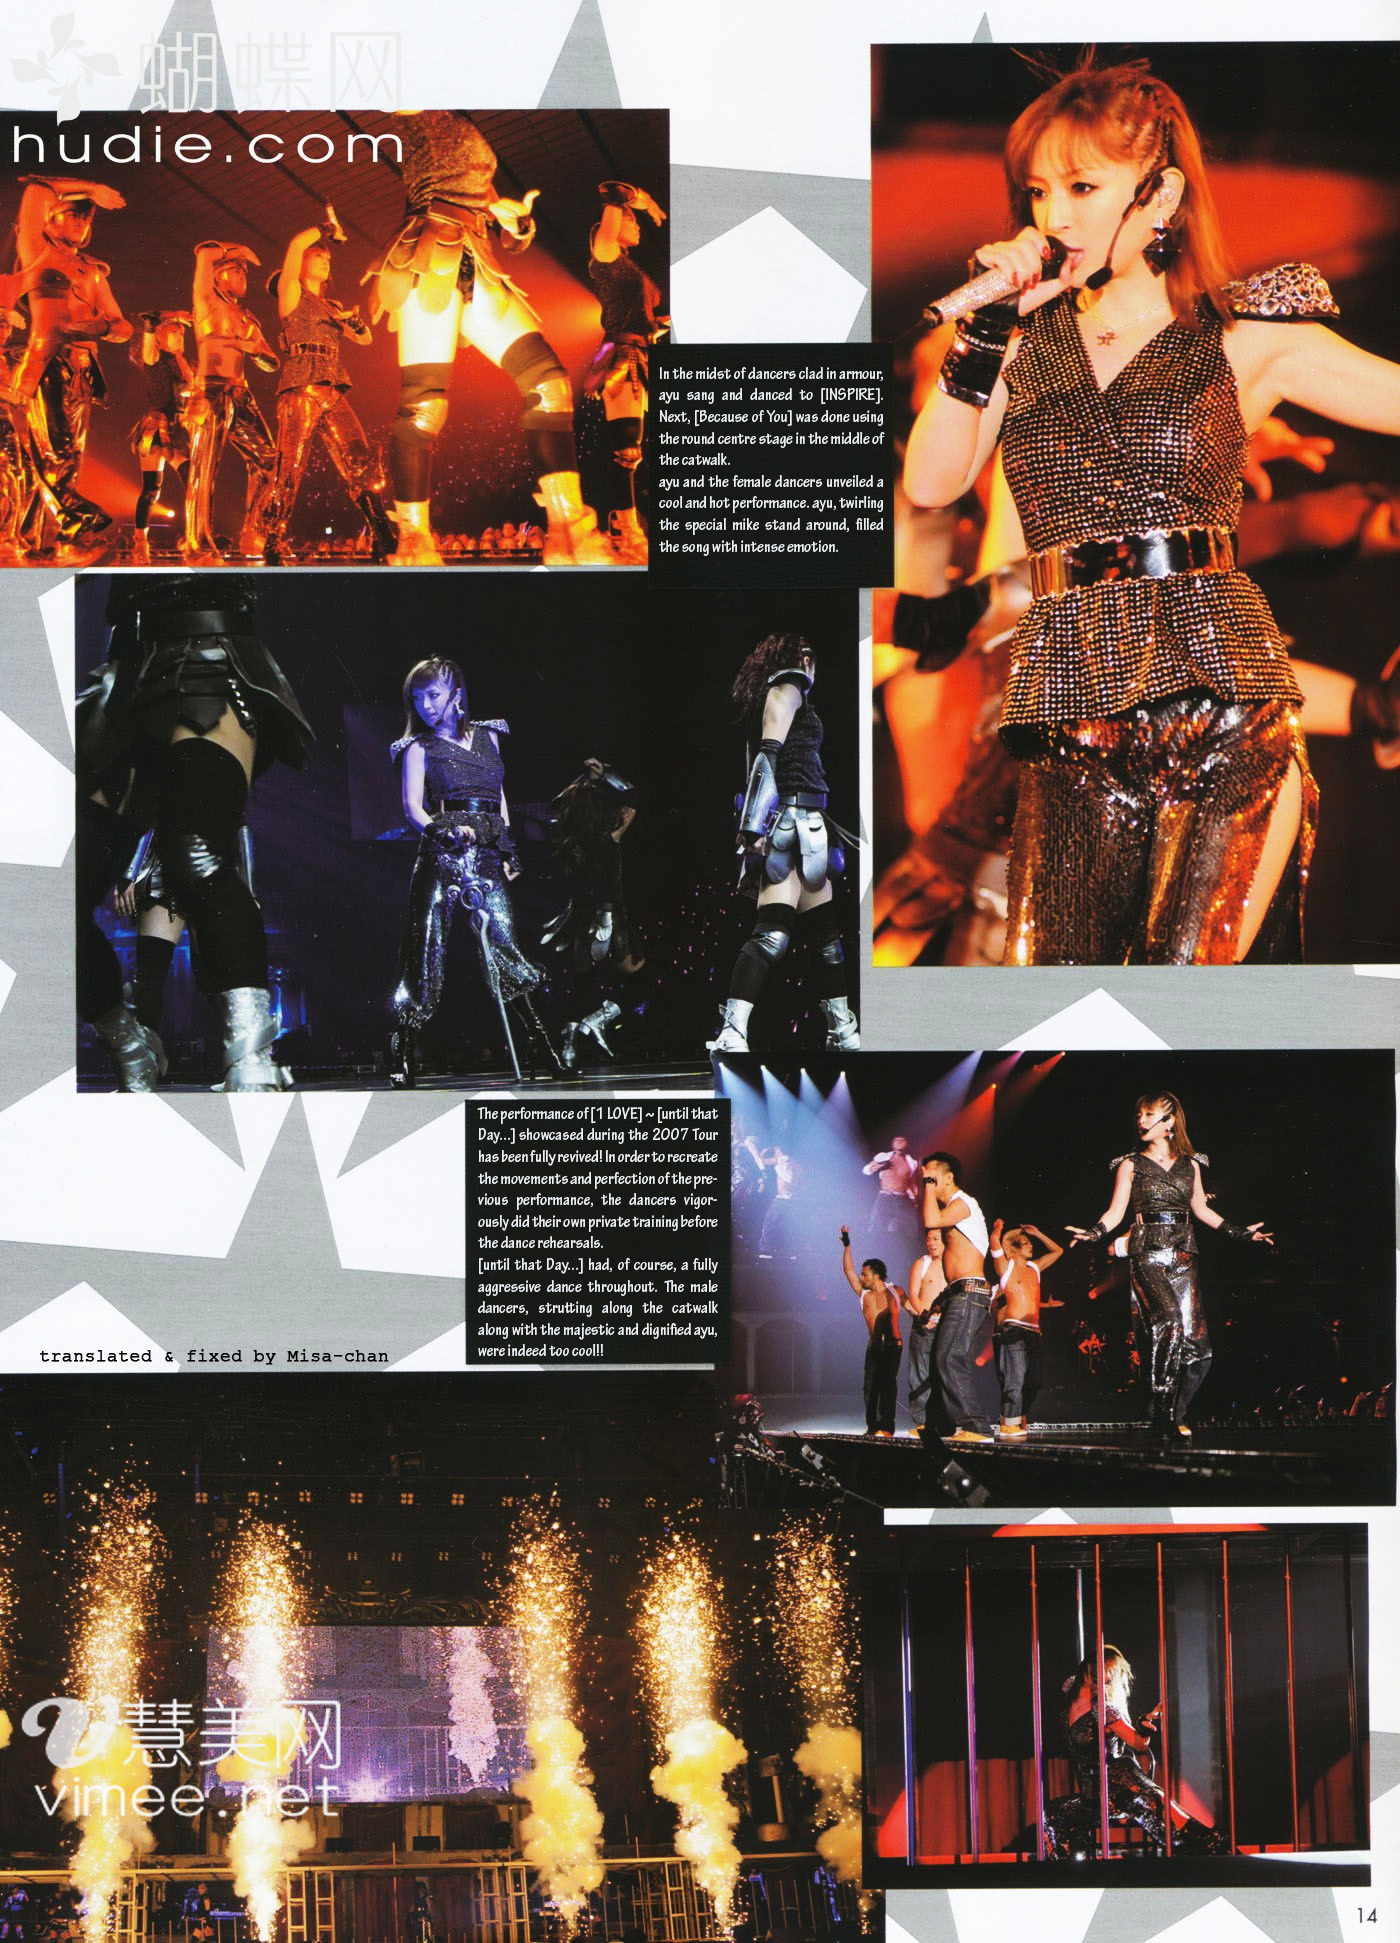 蝴蝶网
hudie.com
In the midst of dancers clad in armour,
ayu sang and danced to [INSPIRE].
Next, [Because of You] was done using
the round centre stage in the middle of
the catwalk.
ayu and the female dancers unveiled a
cool and hot performance. ayu, twirling
the special mike stand around, filled
the song with intense emotion.
The performance of [1 LOVE] ~ [until that
Day...] showcased during the 2007 Tour
has been fully revived! In order to recreate
the movements and perfection of the pre-
vious performance, the dancers vigor-
ously did their own private training before
the dance rehearsals.
[until that Day...] had, of course, a fully
aggressive dance throughout. The male
dancers, strutting along the catwalk
along with the majestic and dignified ayu,
were indeed too cool!!
translated & fixed by Misa-chan
慧美网
vimee.net
14